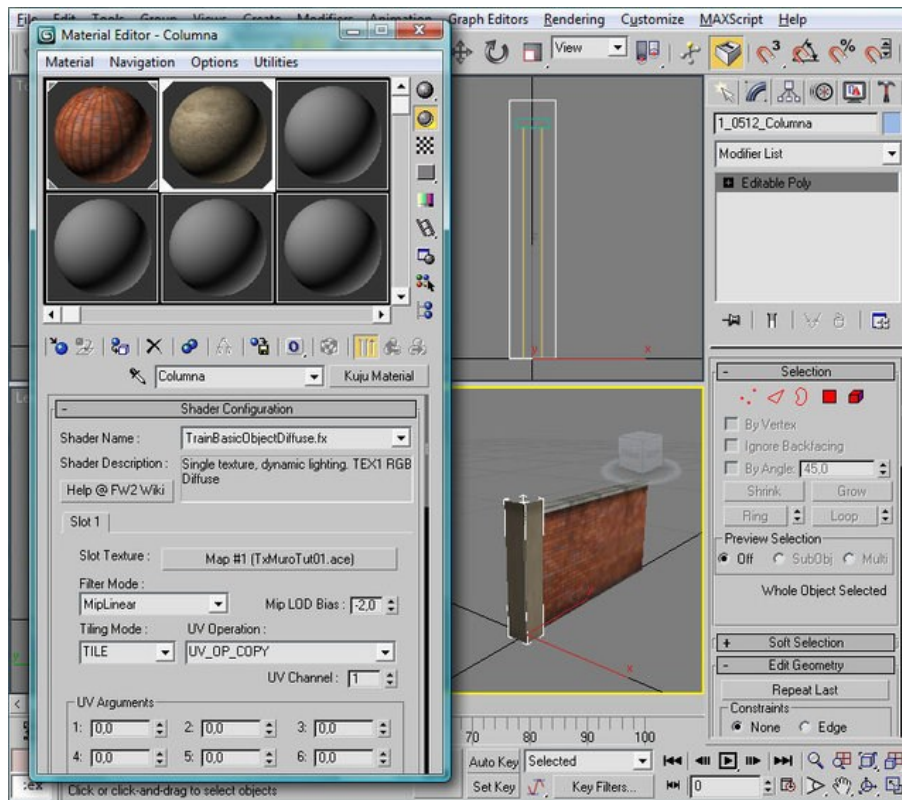 File Edit Tools Group Views Create Modifiers Animation Graph Editors Rendering Customize MAXScript Help
Material Editor - Columna
Material Navigation Options Utilities
View
1_0512_Columna
Modifier List
Editable Poly
Columna Kuju Material
Shader Configuration
Shader Name : TrainBasicObjectDiffuse.fx
Shader Description : Single texture, dynamic lighting. TEX1 RGB
Diffuse
Help @ FW2 Wiki
Slot 1
Slot Texture : Map #1 (TxMuroTut01.ace)
Filter Mode :
MipLinear Mip LOD Bias : -2,0
Tiling Mode : UV Operation :
TILE UV_OP_COPY
UV Channel : 1
UV Arguments
1: 0,0 2: 0,0 3: 0,0
4: 0,0 5: 0,0 6: 0,0
y x
x
Selection
By Vertex
Ignore Backfacing
By Angle: 45,0
Shrink Grow
Ring Loop
Preview Selection
Off SubObj Multi
Whole Object Selected
Soft Selection
Edit Geometry
Repeat Last
Constraints
None Edge
70 80 90 100
Auto Key Selected
Set Key Key Filters... 0
Click or click-and-drag to select objects